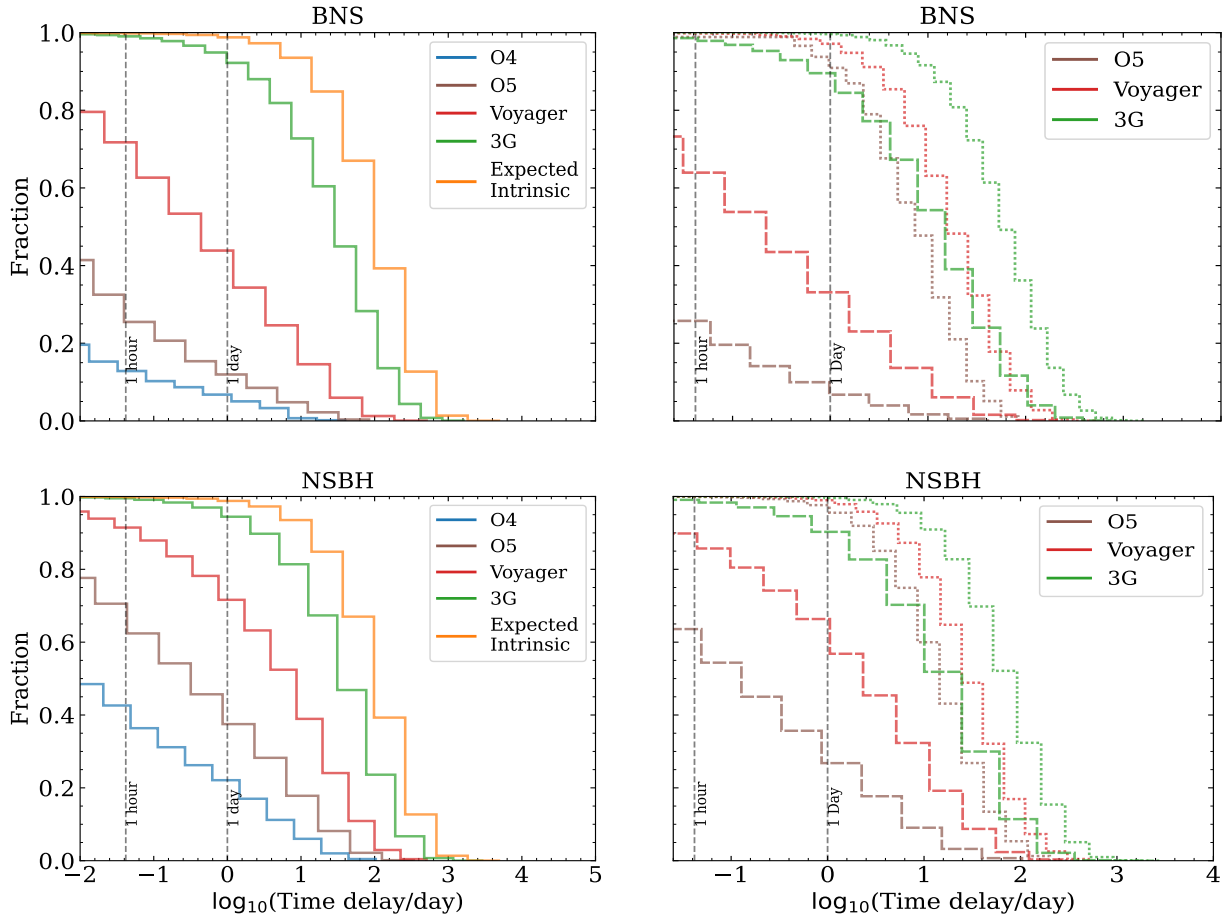 BNS
1.0
0.8
0.6
0.4
0.2
0.0
Fraction
1 hour
1 day
O4
O5
Voyager
3G
Expected
Intrinsic
BNS
1 hour
1 Day
O5
Voyager
3G
NSBH
1.0
0.8
0.6
0.4
0.2
0.0
Fraction
1 hour
1 day
O4
O5
Voyager
3G
Expected
Intrinsic
−2 −1 0 1 2 3 4 5
log10(Time delay/day)
NSBH
1 hour
1 Day
O5
Voyager
3G
−1 0 1 2 3 4
log10(Time delay/day)